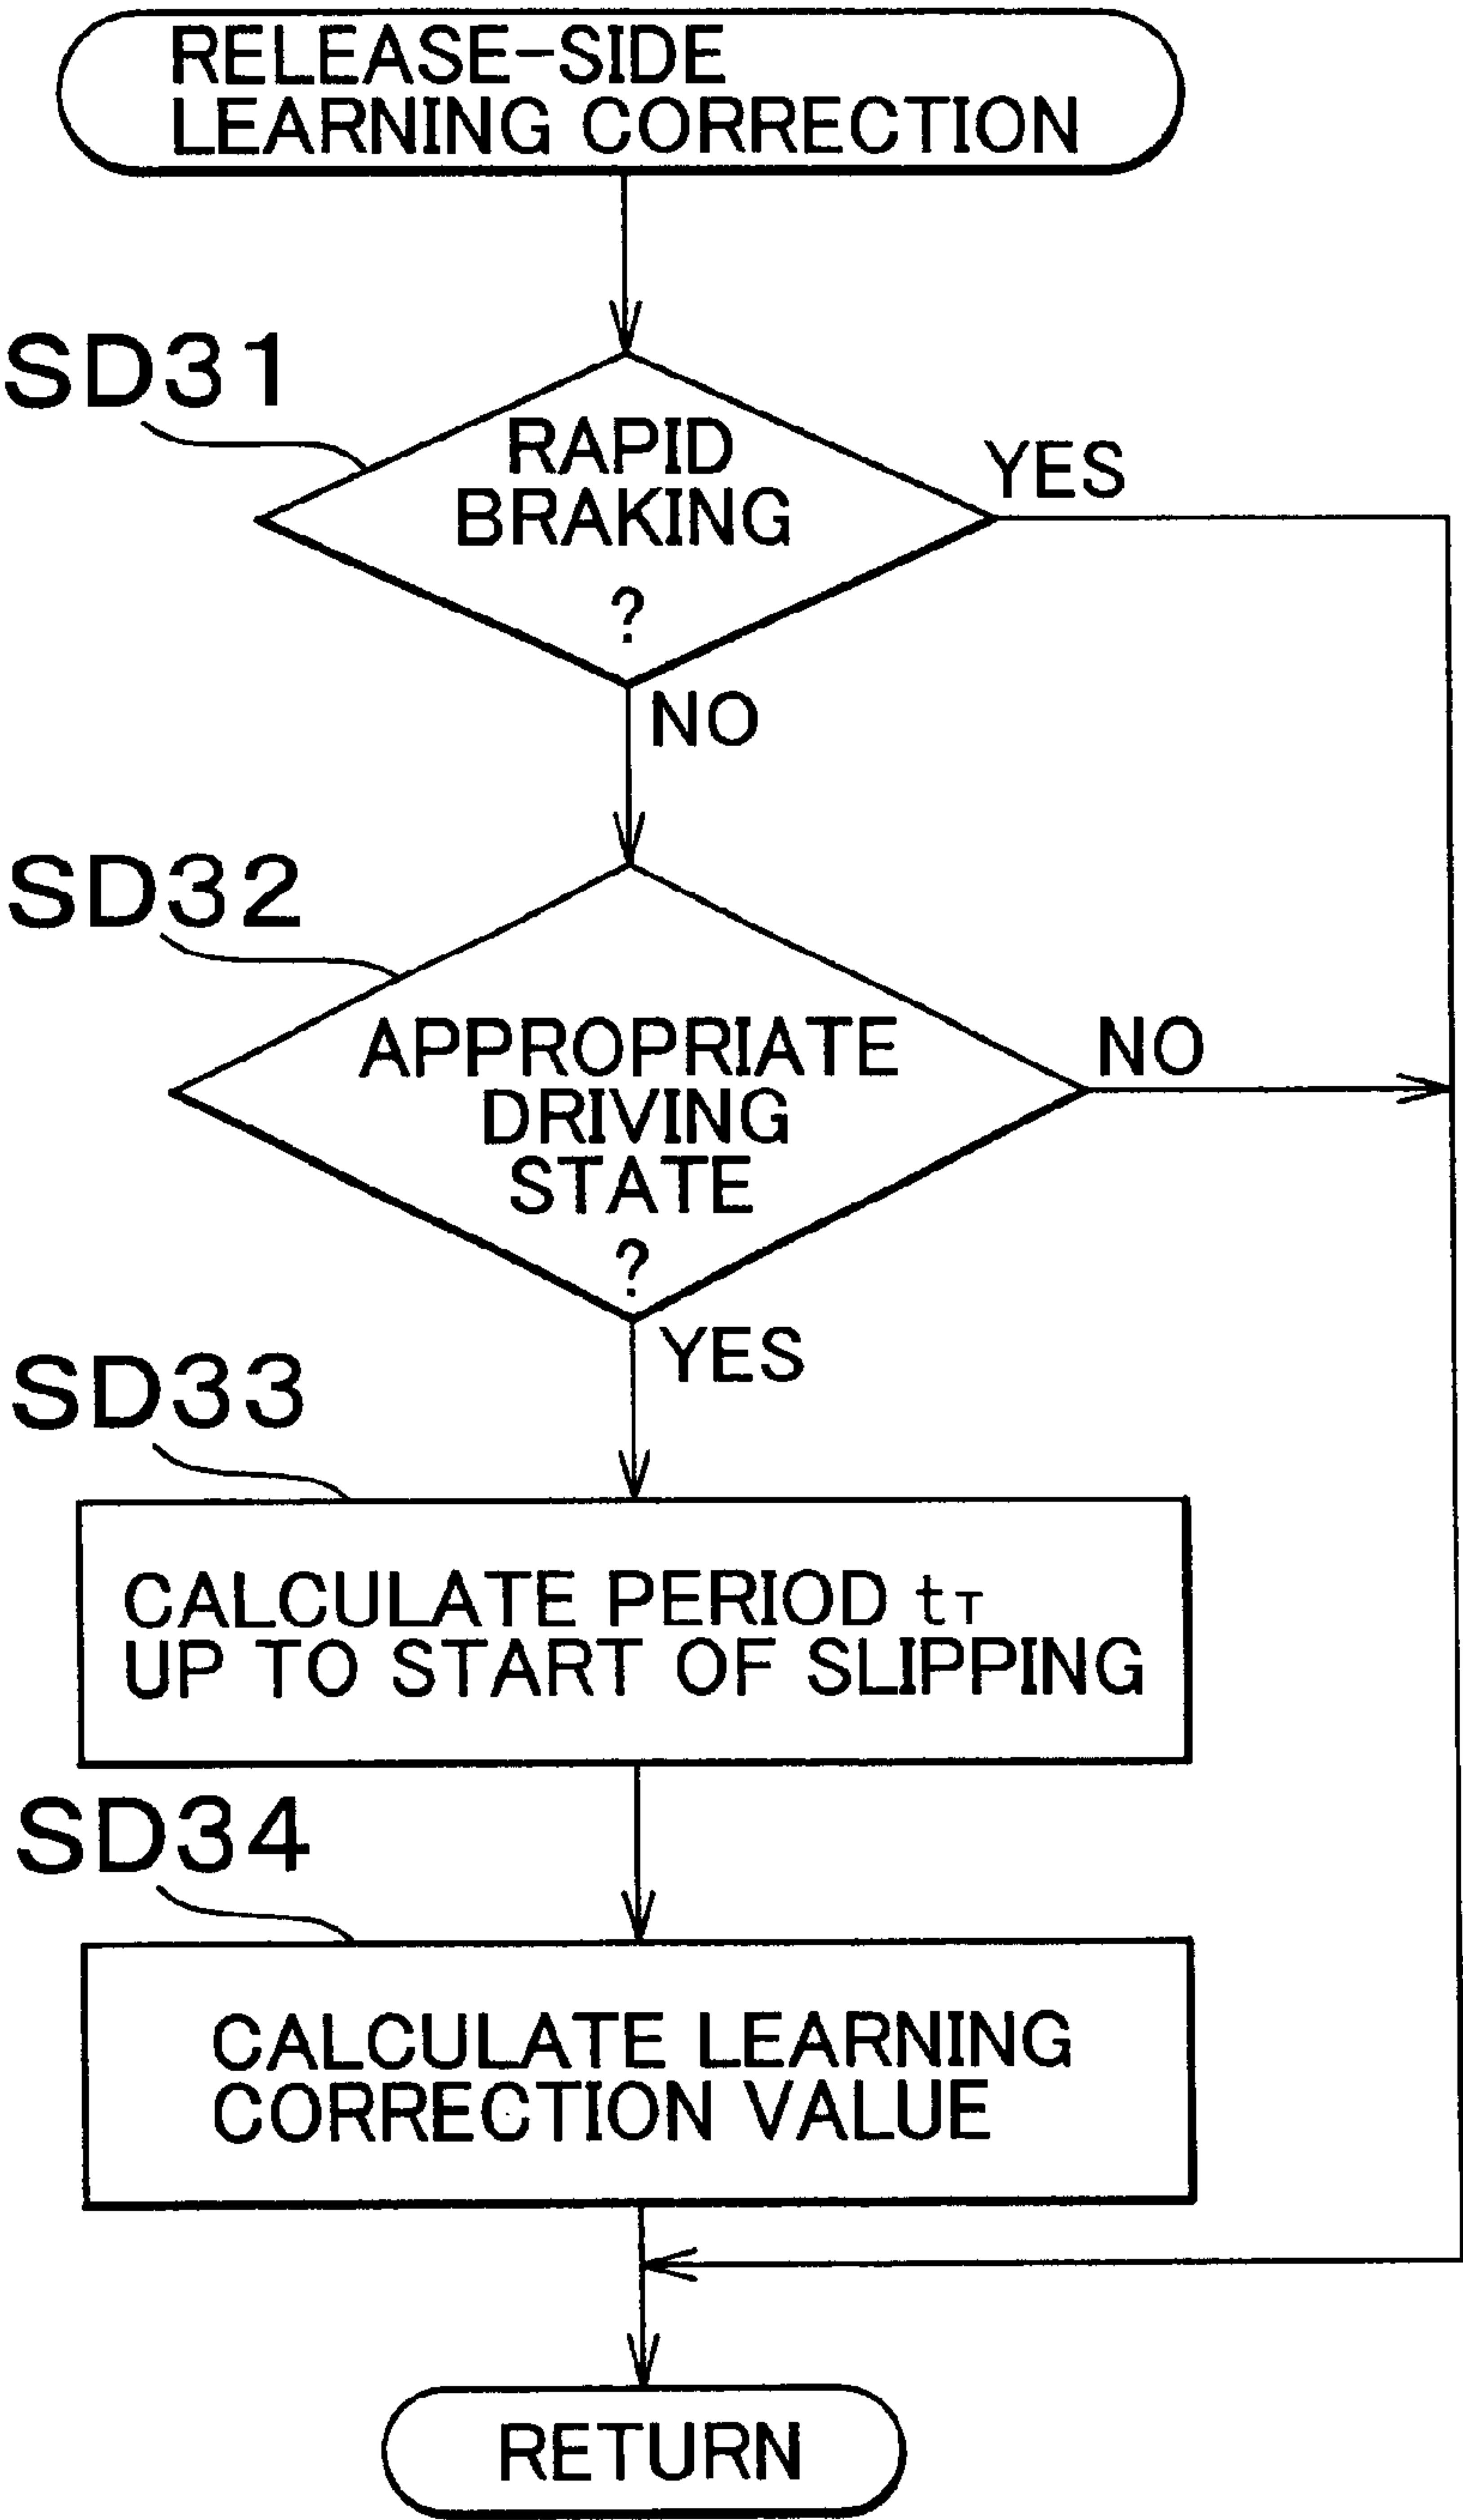 RELEASE-SIDE
LEARNING CORRECTION
SD31
RAPID
BRAKING
?
YES
NO
SD32
APPROPRIATE
DRIVING
STATE
?
NO
YES
SD33
CALCULATE PERIOD tT
UP TO START OF SLIPPING
SD34
CALCULATE LEARNING
CORRECTION VALUE
RETURN